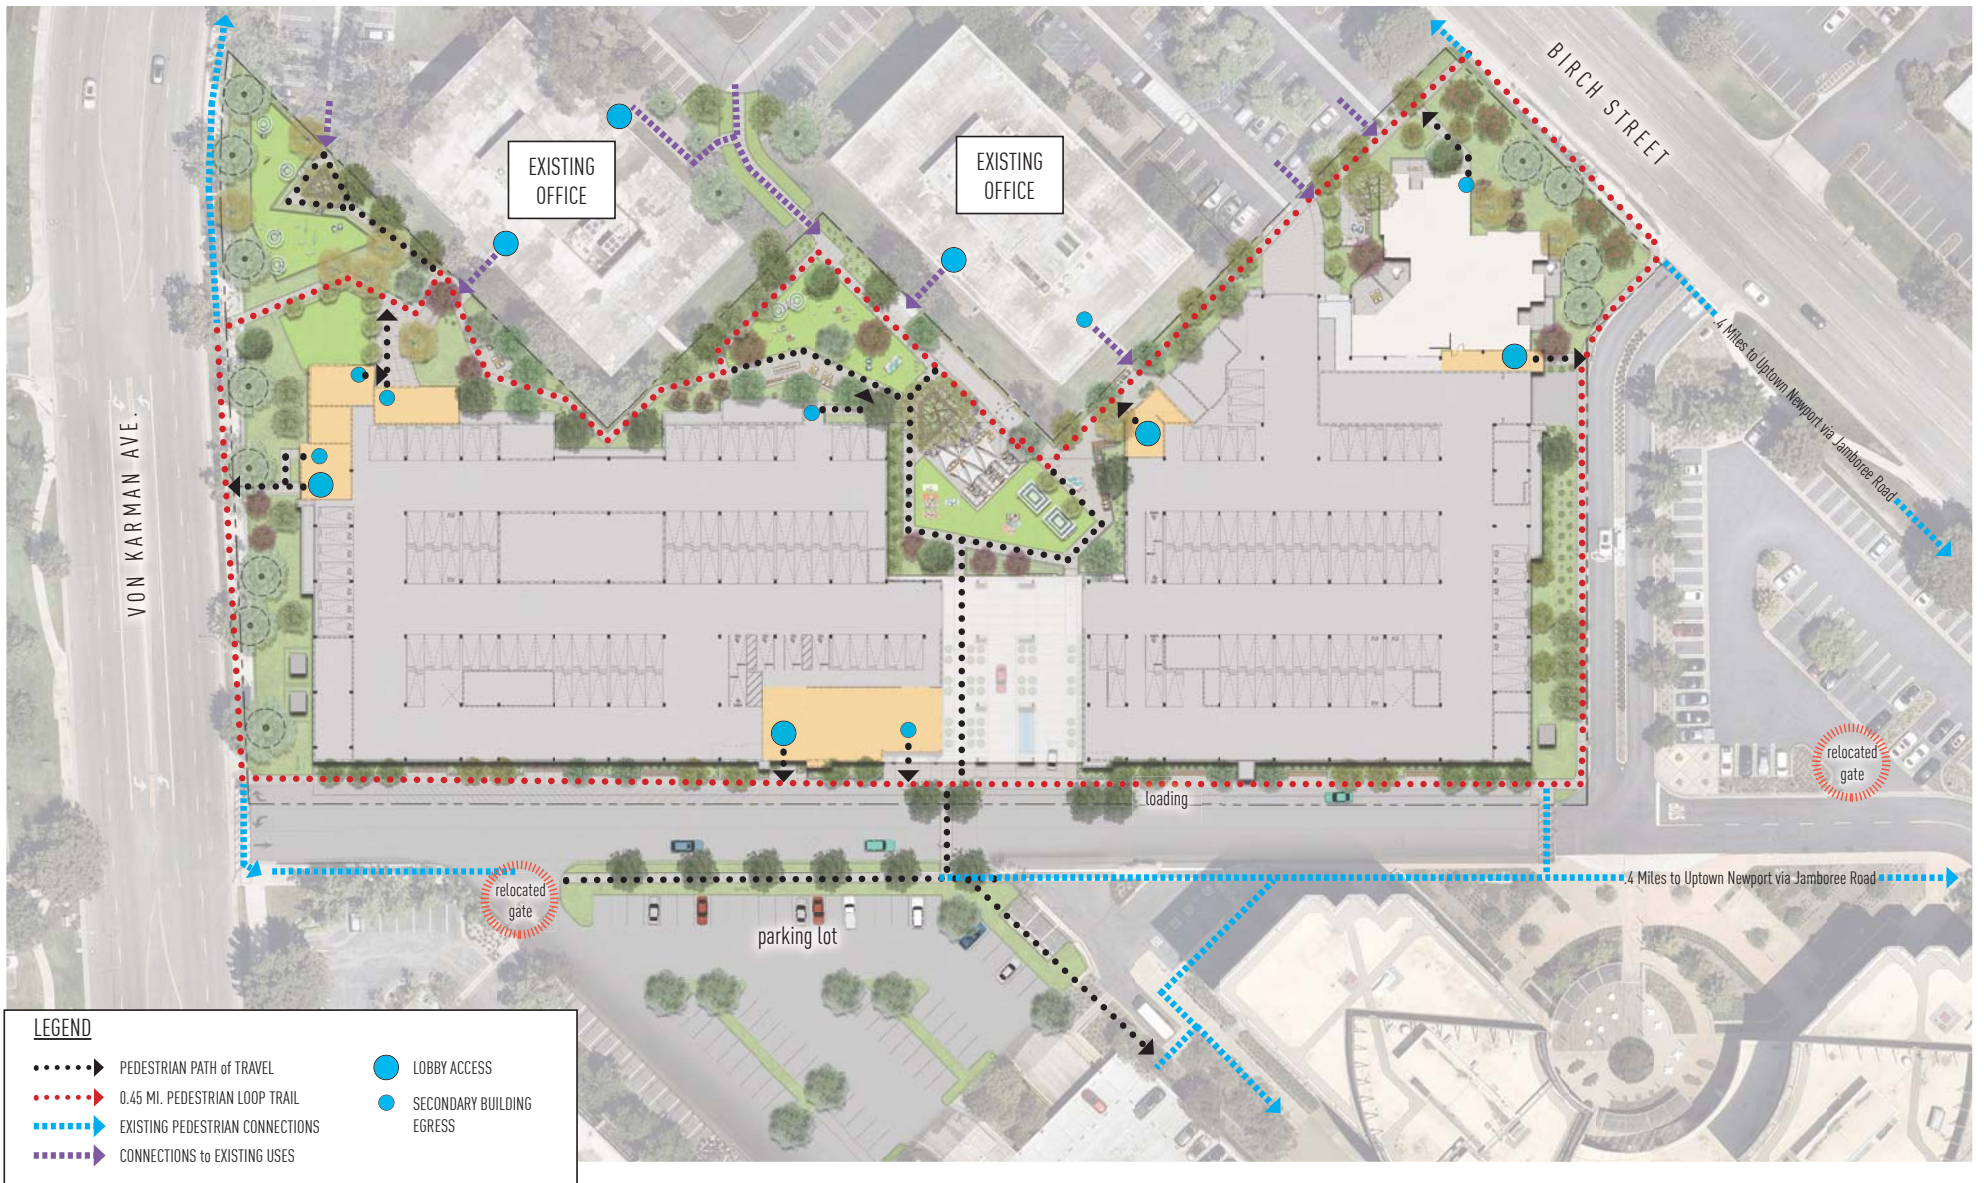 BIRCH STREET
EXISTING
OFFICE
EXISTING
OFFICE
.4 Miles to Uptown Newport via Jamboree Road
VON KARMAN AVE.
relocated
gate
loading
relocated
gate
.4 Miles to Uptown Newport via Jamboree Road
parking lot
LEGEND
PEDESTRIAN PATH of TRAVEL
0.45 MI. PEDESTRIAN LOOP TRAIL
EXISTING PEDESTRIAN CONNECTIONS
CONNECTIONS to EXISTING USES
LOBBY ACCESS
SECONDARY BUILDING
EGRESS